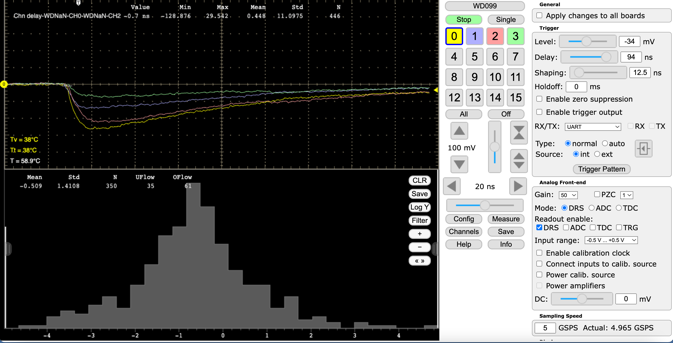 Value Min Max Mean Std N
Chn delay-WDNaN-CH0-WDNaN-CH2 -0.7 ns -128.876 29.542 0.448 11.0975 446
Tv = 38°C
Tt = 38°C
T = 58.9°C
Mean Std N UFlow OFlow
-0.509 1.4108 350 35 61
CLR
Save
Log Y
Filter
+
−
« »
-4 -3 -2 -1 0 1 2 3 4
WD099
Stop Single
0 1 2 3
4 5 6 7
8 9 10 11
12 13 14 15
All Off
100 mV
20 ns
Config Measure
Channels Save
Help Info
General
Apply changes to all boards
Trigger
Level: -34 mV
Delay: 94 ns
Shaping: 12.5 ns
Holdoff: 0 ms
Enable zero suppression
Enable trigger output
RX/TX: UART RX TX
Type: normal auto
Source: int ext
Trigger Pattern
Analog Front-end
Gain: 50 PZC 1
Mode: DRS ADC TDC
Readout enable:
DRS ADC TDC TRG
Input range: -0.5 V ... +0.5 V
Enable calibration clock
Connect inputs to calib. source
Power calib. source
Power amplifiers
DC: 0 mV
Sampling Speed
5 GSPS Actual: 4.965 GSPS